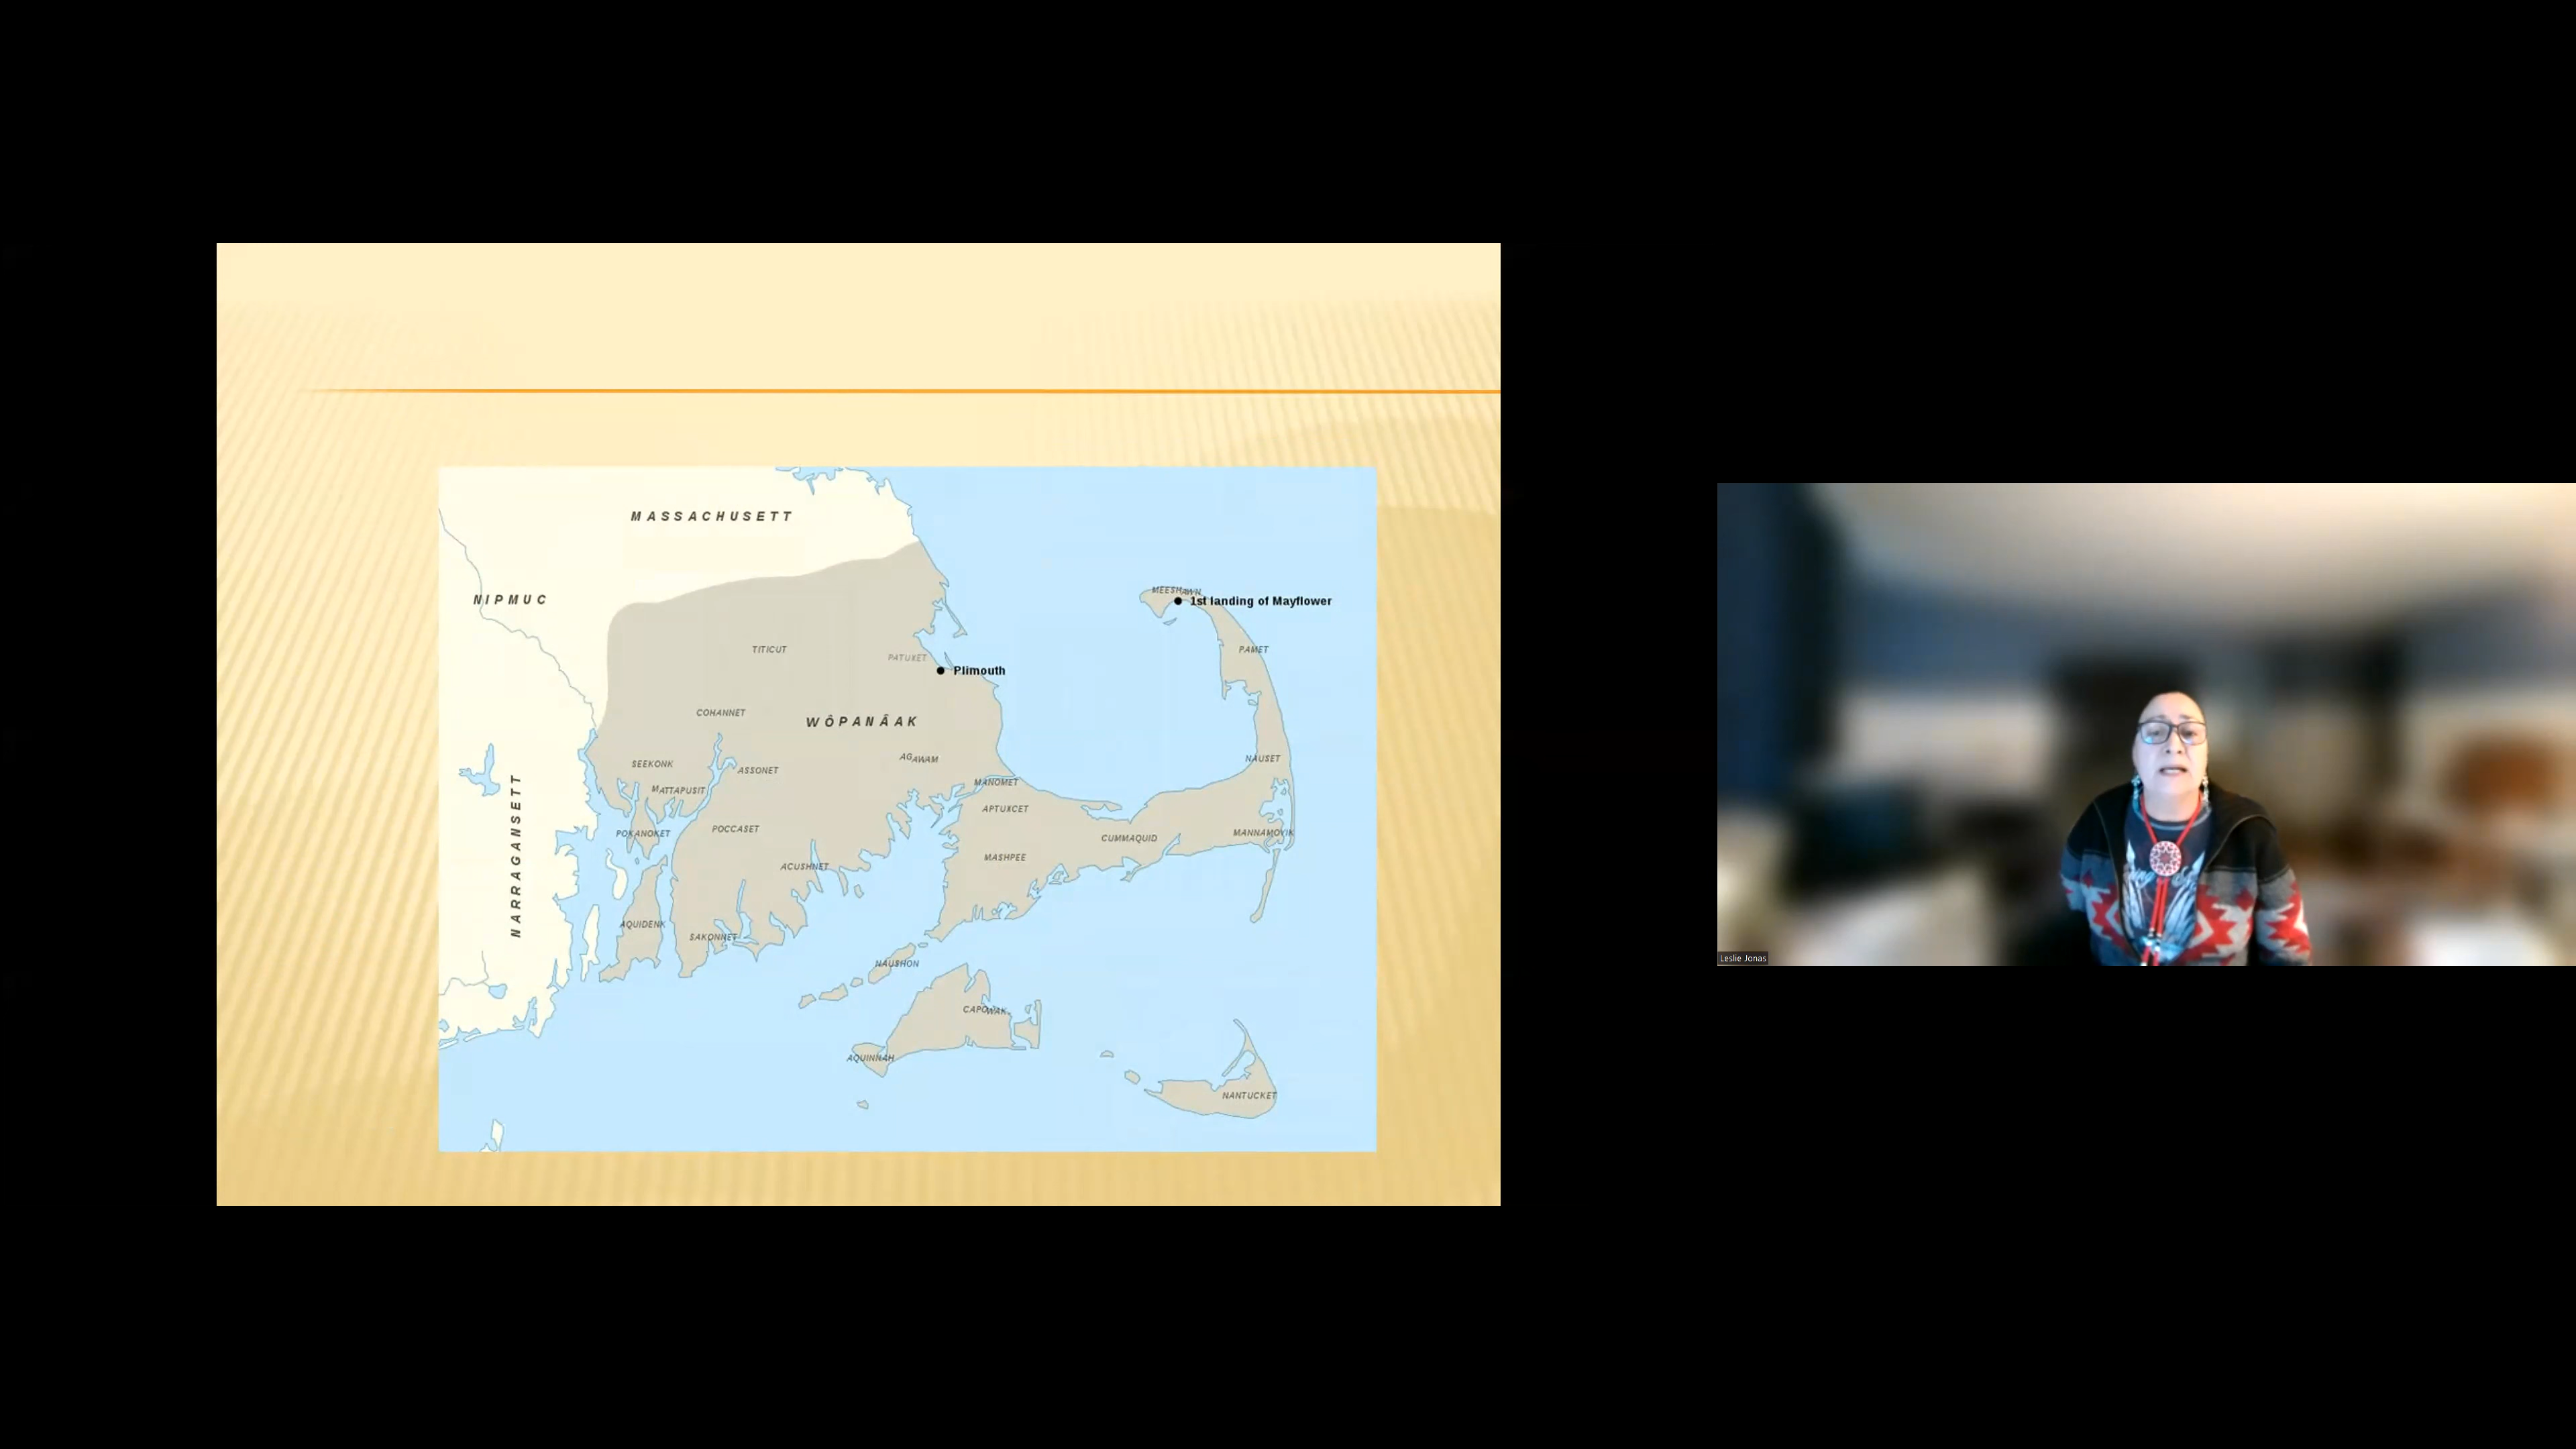 MASSACHUSETT
NIPMUC
MEESHAWN
1st landing of Mayflower
TITICUT
PATUXET
PAMET
Plimouth
COHANNET
WÔPANÂAK
SEEKONK
ASSONET
AGAWAM
NAUSET
MATTAPUSIT
MANOMET
APTUXCET
POKANOKET
POCCASET
CUMMAQUID
MANNAMOYIK
NARRAGANSETT
MASHPEE
ACUSHNET
AQUIDENK
SAKONNET
NAUSHON
CAPOWAK
AQUINNAH
NANTUCKET
Leslie Jonas